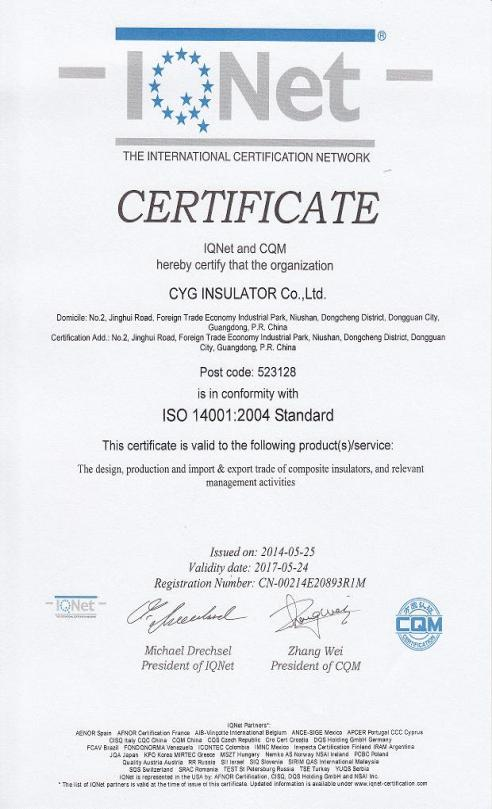 IQNet ®
THE INTERNATIONAL CERTIFICATION NETWORK
CERTIFICATE
IQNet and CQM
hereby certify that the organization
CYG INSULATOR Co.,Ltd.
Domicile: No.2, Jinghui Road, Foreign Trade Economy Industrial Park, Niushan, Dongcheng District, Dongguan City,
Guangdong, P.R. China
Certification Add.: No.2, Jinghui Road, Foreign Trade Economy Industrial Park, Niushan, Dongcheng District, Dongguan
City, Guangdong, P.R. China
Post code: 523128
is in conformity with
ISO 14001:2004 Standard
This certificate is valid to the following product(s)/service:
The design, production and import & export trade of composite insulators, and relevant
management activities
Issued on: 2014-05-25
Validity date: 2017-05-24
Registration Number: CN-00214E20893R1M
IQNet
Michael Drechsel
President of IQNet
Zhang Wei
President of CQM
方圆认证
CQM
CERTIFICATION
IQNet Partners*:
AENOR Spain AFNOR Certification France AIB-Vinçotte International Belgium ANCE-SIGE Mexico APCER Portugal CCC Cyprus
CISQ Italy CQC China CQM China CQS Czech Republic Cro Cert Croatia DQS Holding GmbH Germany
FCAV Brazil FONDONORMA Venezuela ICONTEC Colombia IMNC Mexico Inspecta Certification Finland IRAM Argentina
JQA Japan KFQ Korea MIRTEC Greece MSZT Hungary Nemko AS Norway NSAI Ireland PCBC Poland
Quality Austria Austria RR Russia SII Israel SIQ Slovenia SIRIM QAS International Malaysia
SQS Switzerland SRAC Romania TEST St Petersburg Russia TSE Turkey YUQS Serbia
IQNet is represented in the USA by: AFNOR Certification, CISQ, DQS Holding GmbH and NSAI Inc.
* The list of IQNet partners is valid at the time of issue of this certificate. Updated information is available under www.iqnet-certification.com